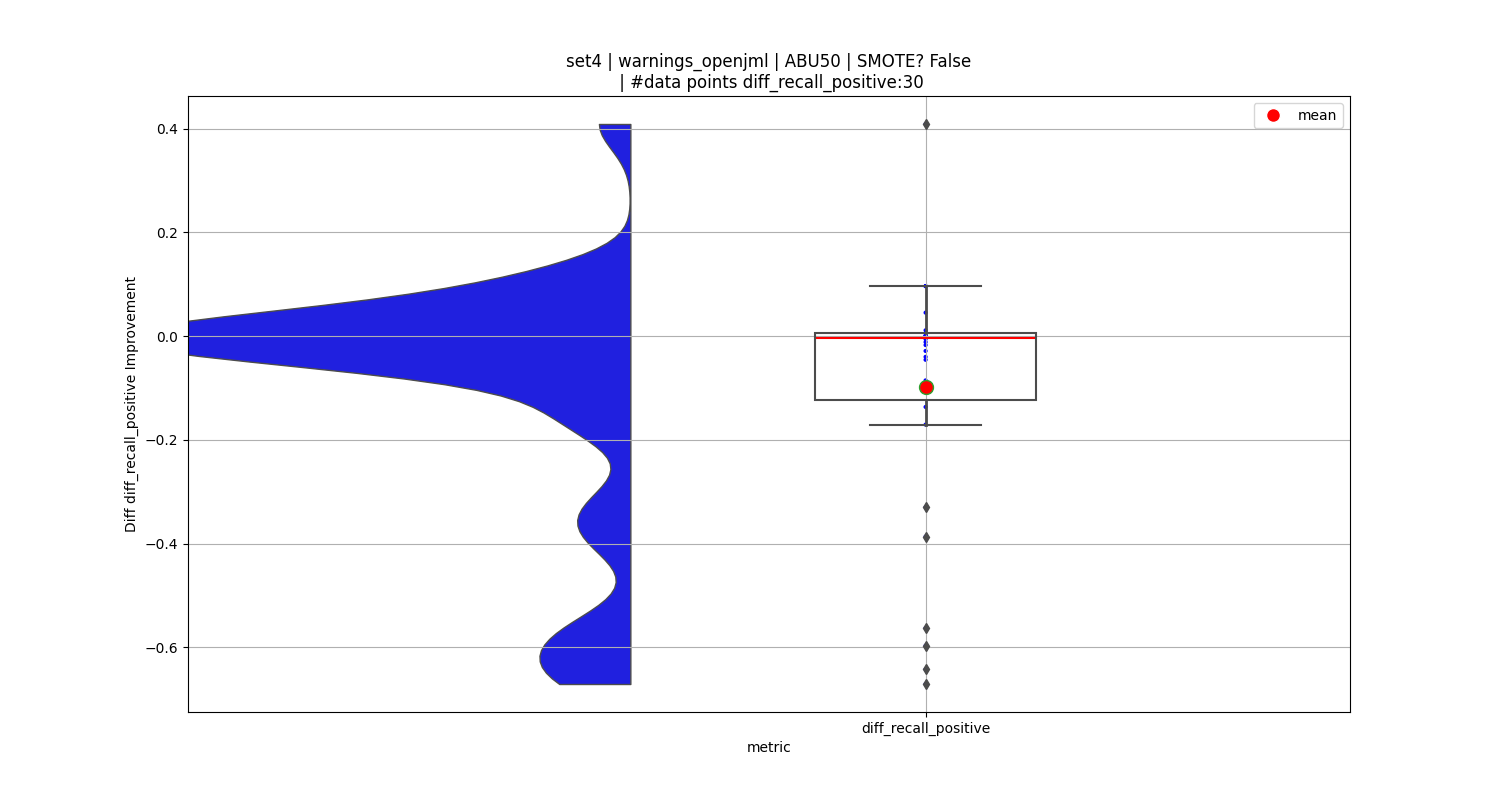 set4 | warnings_openjml | ABU50 | SMOTE? False
| #data points diff_recall_positive:30
mean
0.4
0.2
0.0
−0.2
−0.4
−0.6
Diff diff_recall_positive Improvement
diff_recall_positive
metric